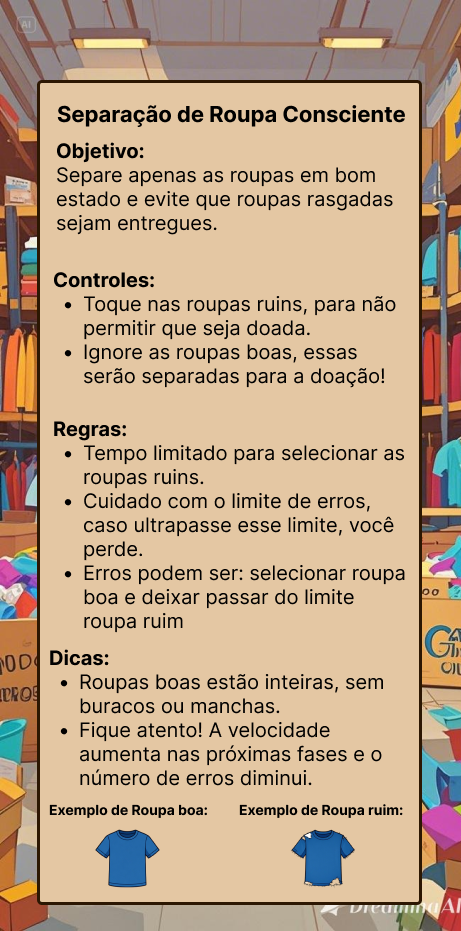 AI
Separação de Roupa Consciente
Objetivo:
Separe apenas as roupas em bom
estado e evite que roupas rasgadas
sejam entregues.
Controles:
• Toque nas roupas ruins, para não
permitir que seja doada.
• Ignore as roupas boas, essas
serão separadas para a doação!
Regras:
• Tempo limitado para selecionar as
roupas ruins.
• Cuidado com o limite de erros,
caso ultrapasse esse limite, você
perde.
• Erros podem ser: selecionar roupa
boa e deixar passar do limite
roupa ruim
Dicas:
• Roupas boas estão inteiras, sem
buracos ou manchas.
• Fique atento! A velocidade
aumenta nas próximas fases e o
número de erros diminui.
Exemplo de Roupa boa: Exemplo de Roupa ruim: